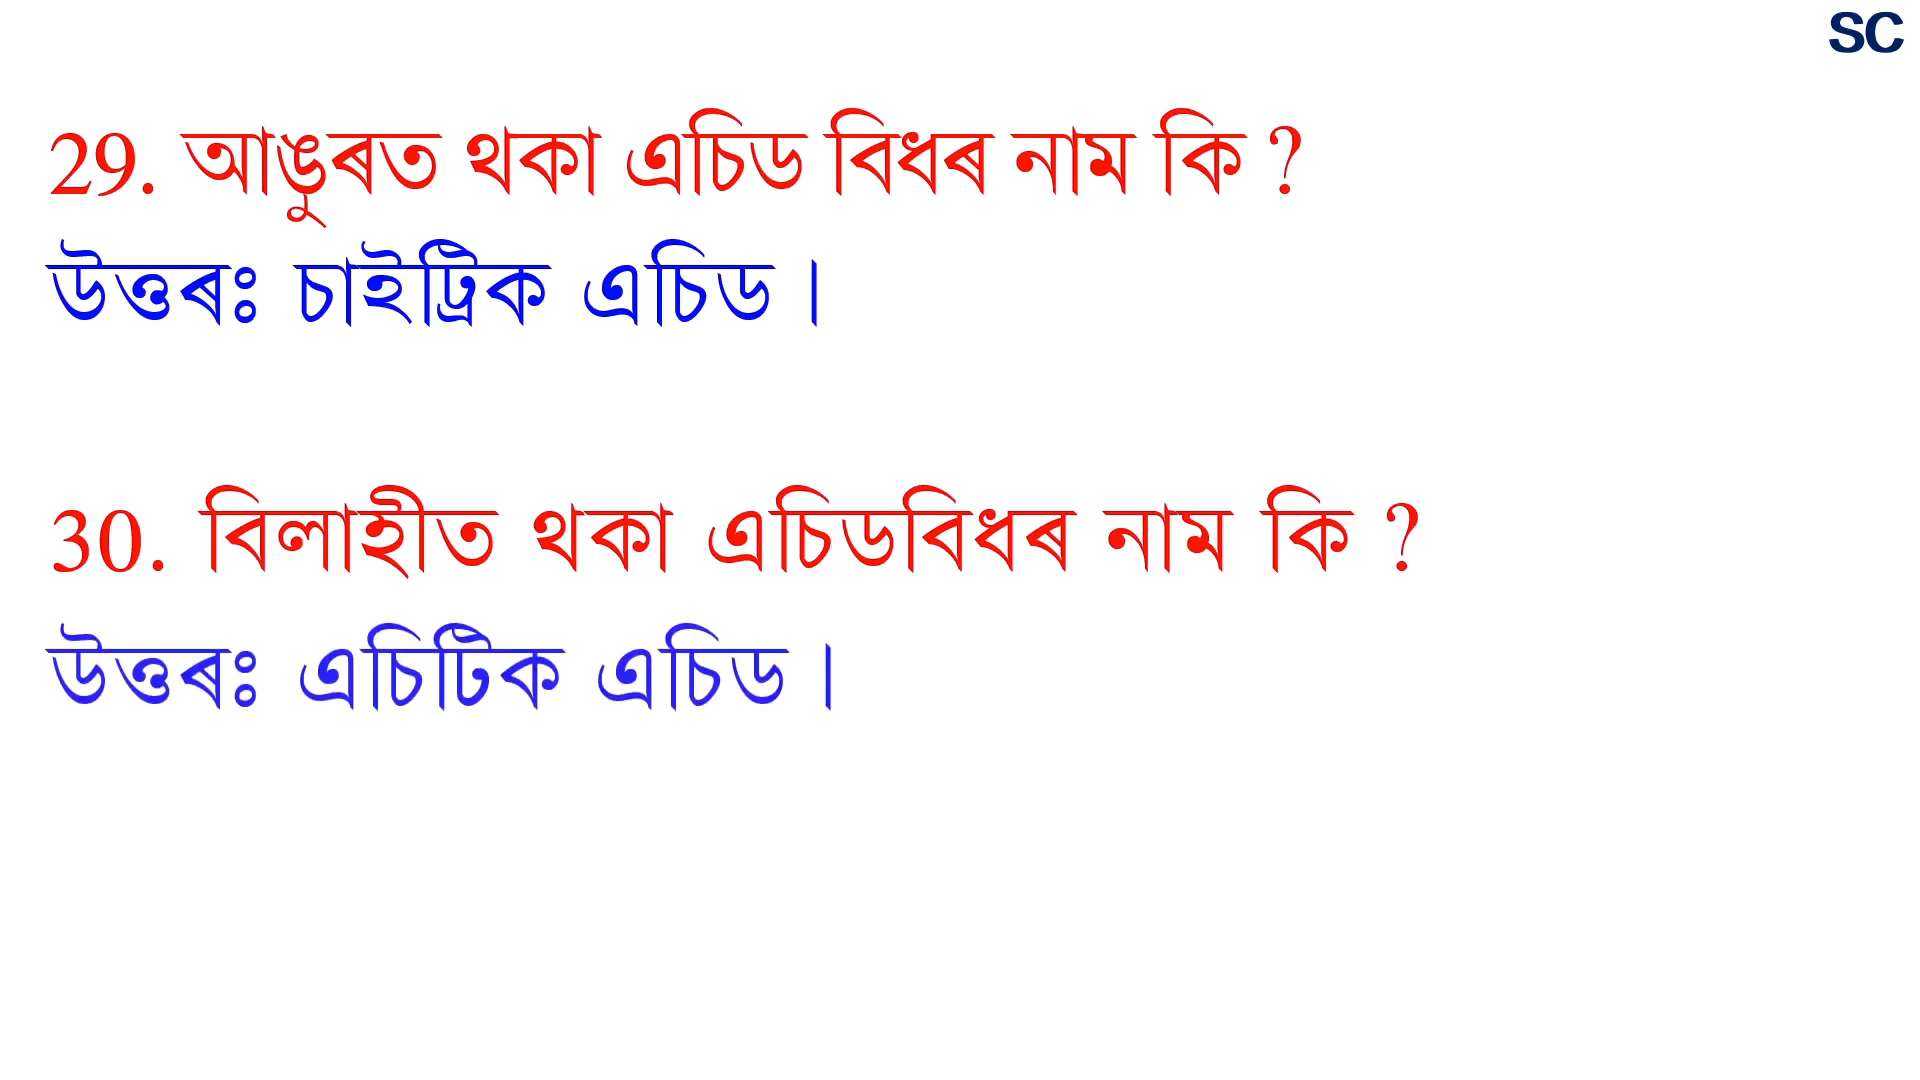 SC
29. আঙুৰত থকা এচিড বিধৰ নাম কি ?
উত্তৰঃ চাইট্ৰিক এচিড ।
30. বিলাহীত থকা এচিডবিধৰ নাম কি ?
উত্তৰঃ এচিটিক এচিড ।